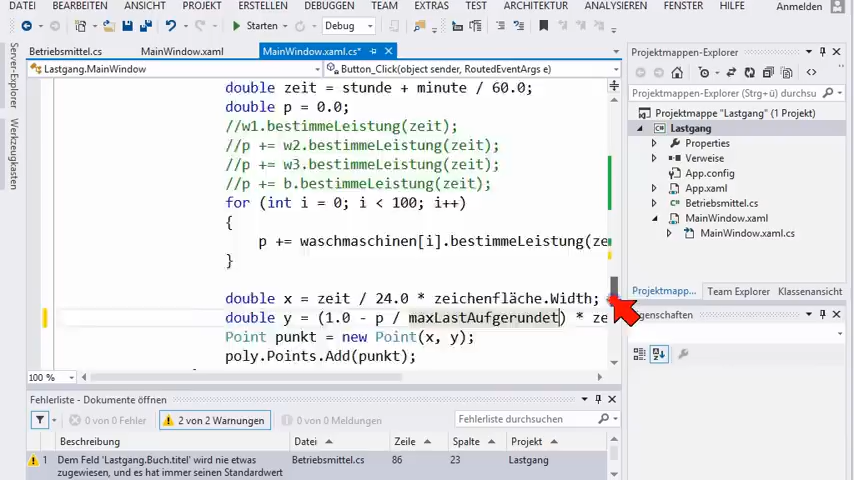 DATEI BEARBEITEN ANSICHT PROJEKT ERSTELLEN DEBUGGEN TEAM EXTRAS TEST ARCHITEKTUR ANALYSIEREN FENSTER HILFE Anmelden
Starten Debug
Betriebsmittel.cs MainWindow.xaml MainWindow.xaml.cs*
Lastgang.MainWindow Button_Click(object sender, RoutedEventArgs e)
Server-Explorer
Werkzeugkasten
double zeit = stunde + minute / 60.0;
double p = 0.0;
//w1.bestimmeLeistung(zeit);
//p += w2.bestimmeLeistung(zeit);
//p += w3.bestimmeLeistung(zeit);
//p += b.bestimmeLeistung(zeit);
for (int i = 0; i < 100; i++)
{
p += waschmaschinen[i].bestimmeLeistung(ze
}
double x = zeit / 24.0 * zeichenfläche.Width;
double y = (1.0 - p / maxLastAufgerundet) * ze
Point punkt = new Point(x, y);
poly.Points.Add(punkt);
100 %
Projektmappen-Explorer
Projektmappen-Explorer (Strg+ü) durchsu
Projektmappe "Lastgang" (1 Projekt)
Lastgang
Properties
Verweise
App.config
App.xaml
Betriebsmittel.cs
MainWindow.xaml
MainWindow.xaml.cs
Projektmapp... Team Explorer Klassenansicht
genschaften
Fehlerliste - Dokumente öffnen
0 von 0 Fehler 2 von 2 Warnungen 0 von 0 Meldungen Fehlerliste durchsuchen
Beschreibung Datei Zeile Spalte Projekt
1 Dem Feld 'Lastgang.Buch.titel' wird nie etwas Betriebsmittel.cs 86 23 Lastgang
zugewiesen, und es hat immer seinen Standardwert